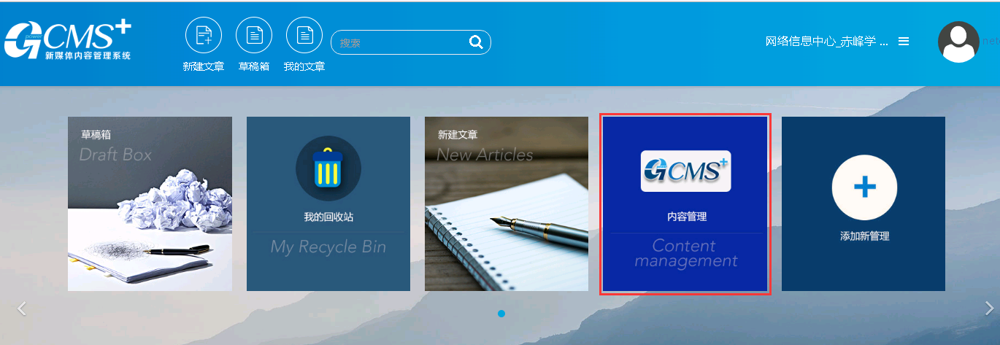 power
CMS+
新媒体内容管理系统
新建文章
草稿箱
我的文章
搜索
网络信息中心_赤峰学 ...
net
草稿箱
Draft Box
我的回收站
My Recycle Bin
新建文章
New Articles
GCMS+
内容管理
Content
management
添加新管理